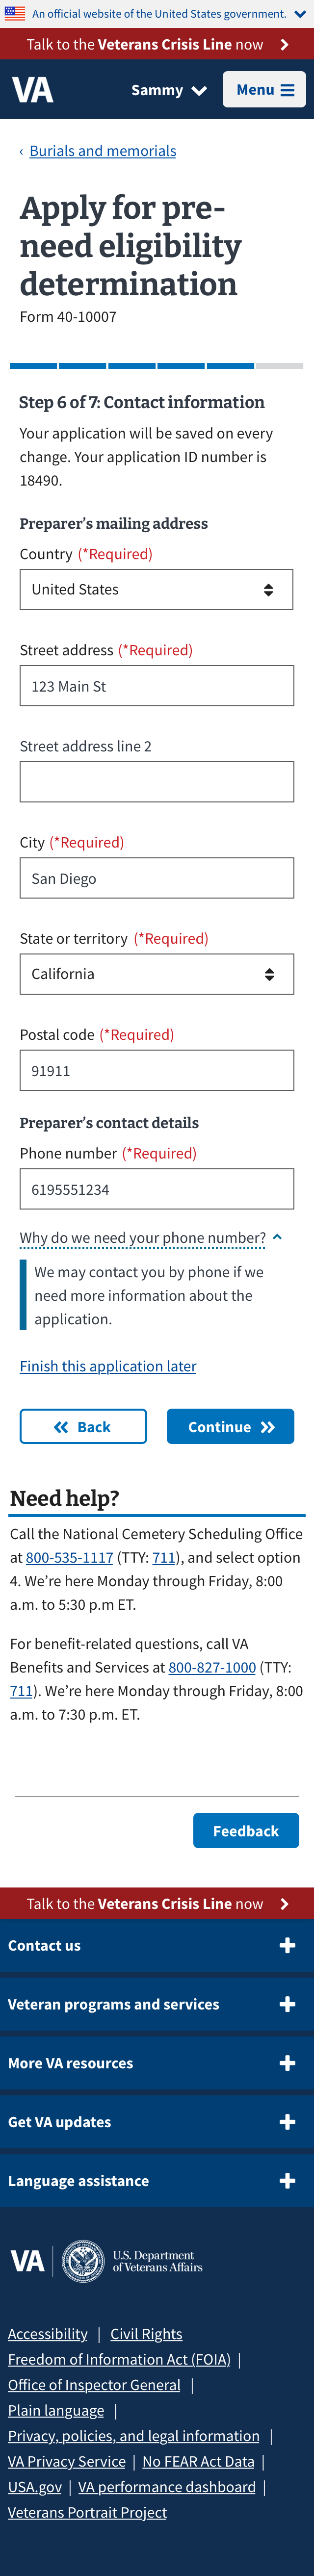 An official website of the United States government.
Talk to the Veterans Crisis Line now
VA
Sammy
Menu
‹ Burials and memorials
Apply for pre-
need eligibility
determination
Form 40-10007
Step 6 of 7: Contact information
Your application will be saved on every
change. Your application ID number is
18490.
Preparer’s mailing address
Country (*Required)
United States
Street address (*Required)
123 Main St
Street address line 2
City (*Required)
San Diego
State or territory (*Required)
California
Postal code (*Required)
91911
Preparer’s contact details
Phone number (*Required)
6195551234
Why do we need your phone number?
We may contact you by phone if we
need more information about the
application.
Finish this application later
Back
Continue
Need help?
Call the National Cemetery Scheduling Office
at 800-535-1117 (TTY: 711), and select option
4. We’re here Monday through Friday, 8:00
a.m. to 5:30 p.m ET.
For benefit-related questions, call VA
Benefits and Services at 800-827-1000 (TTY:
711). We’re here Monday through Friday, 8:00
a.m. to 7:30 p.m. ET.
Feedback
Talk to the Veterans Crisis Line now
Contact us
Veteran programs and services
More VA resources
Get VA updates
Language assistance
VA | U.S. Department
of Veterans Affairs
Accessibility | Civil Rights
Freedom of Information Act (FOIA) |
Office of Inspector General |
Plain language |
Privacy, policies, and legal information |
VA Privacy Service | No FEAR Act Data |
USA.gov | VA performance dashboard |
Veterans Portrait Project